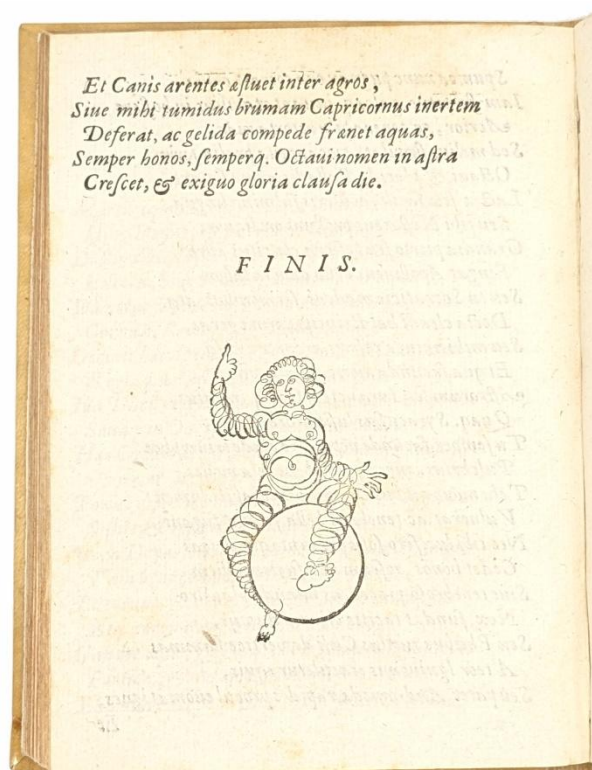 Et Canis arentes æſtuet inter agros,
Siue mihi tumidus brumam Capricornus inertem
Deferat, ac gelida compede frænet aquas,
Semper honos, ſemperq. Octaui nomen in aſtra
Creſcet, & exiguo gloria clauſa die.
FINIS.